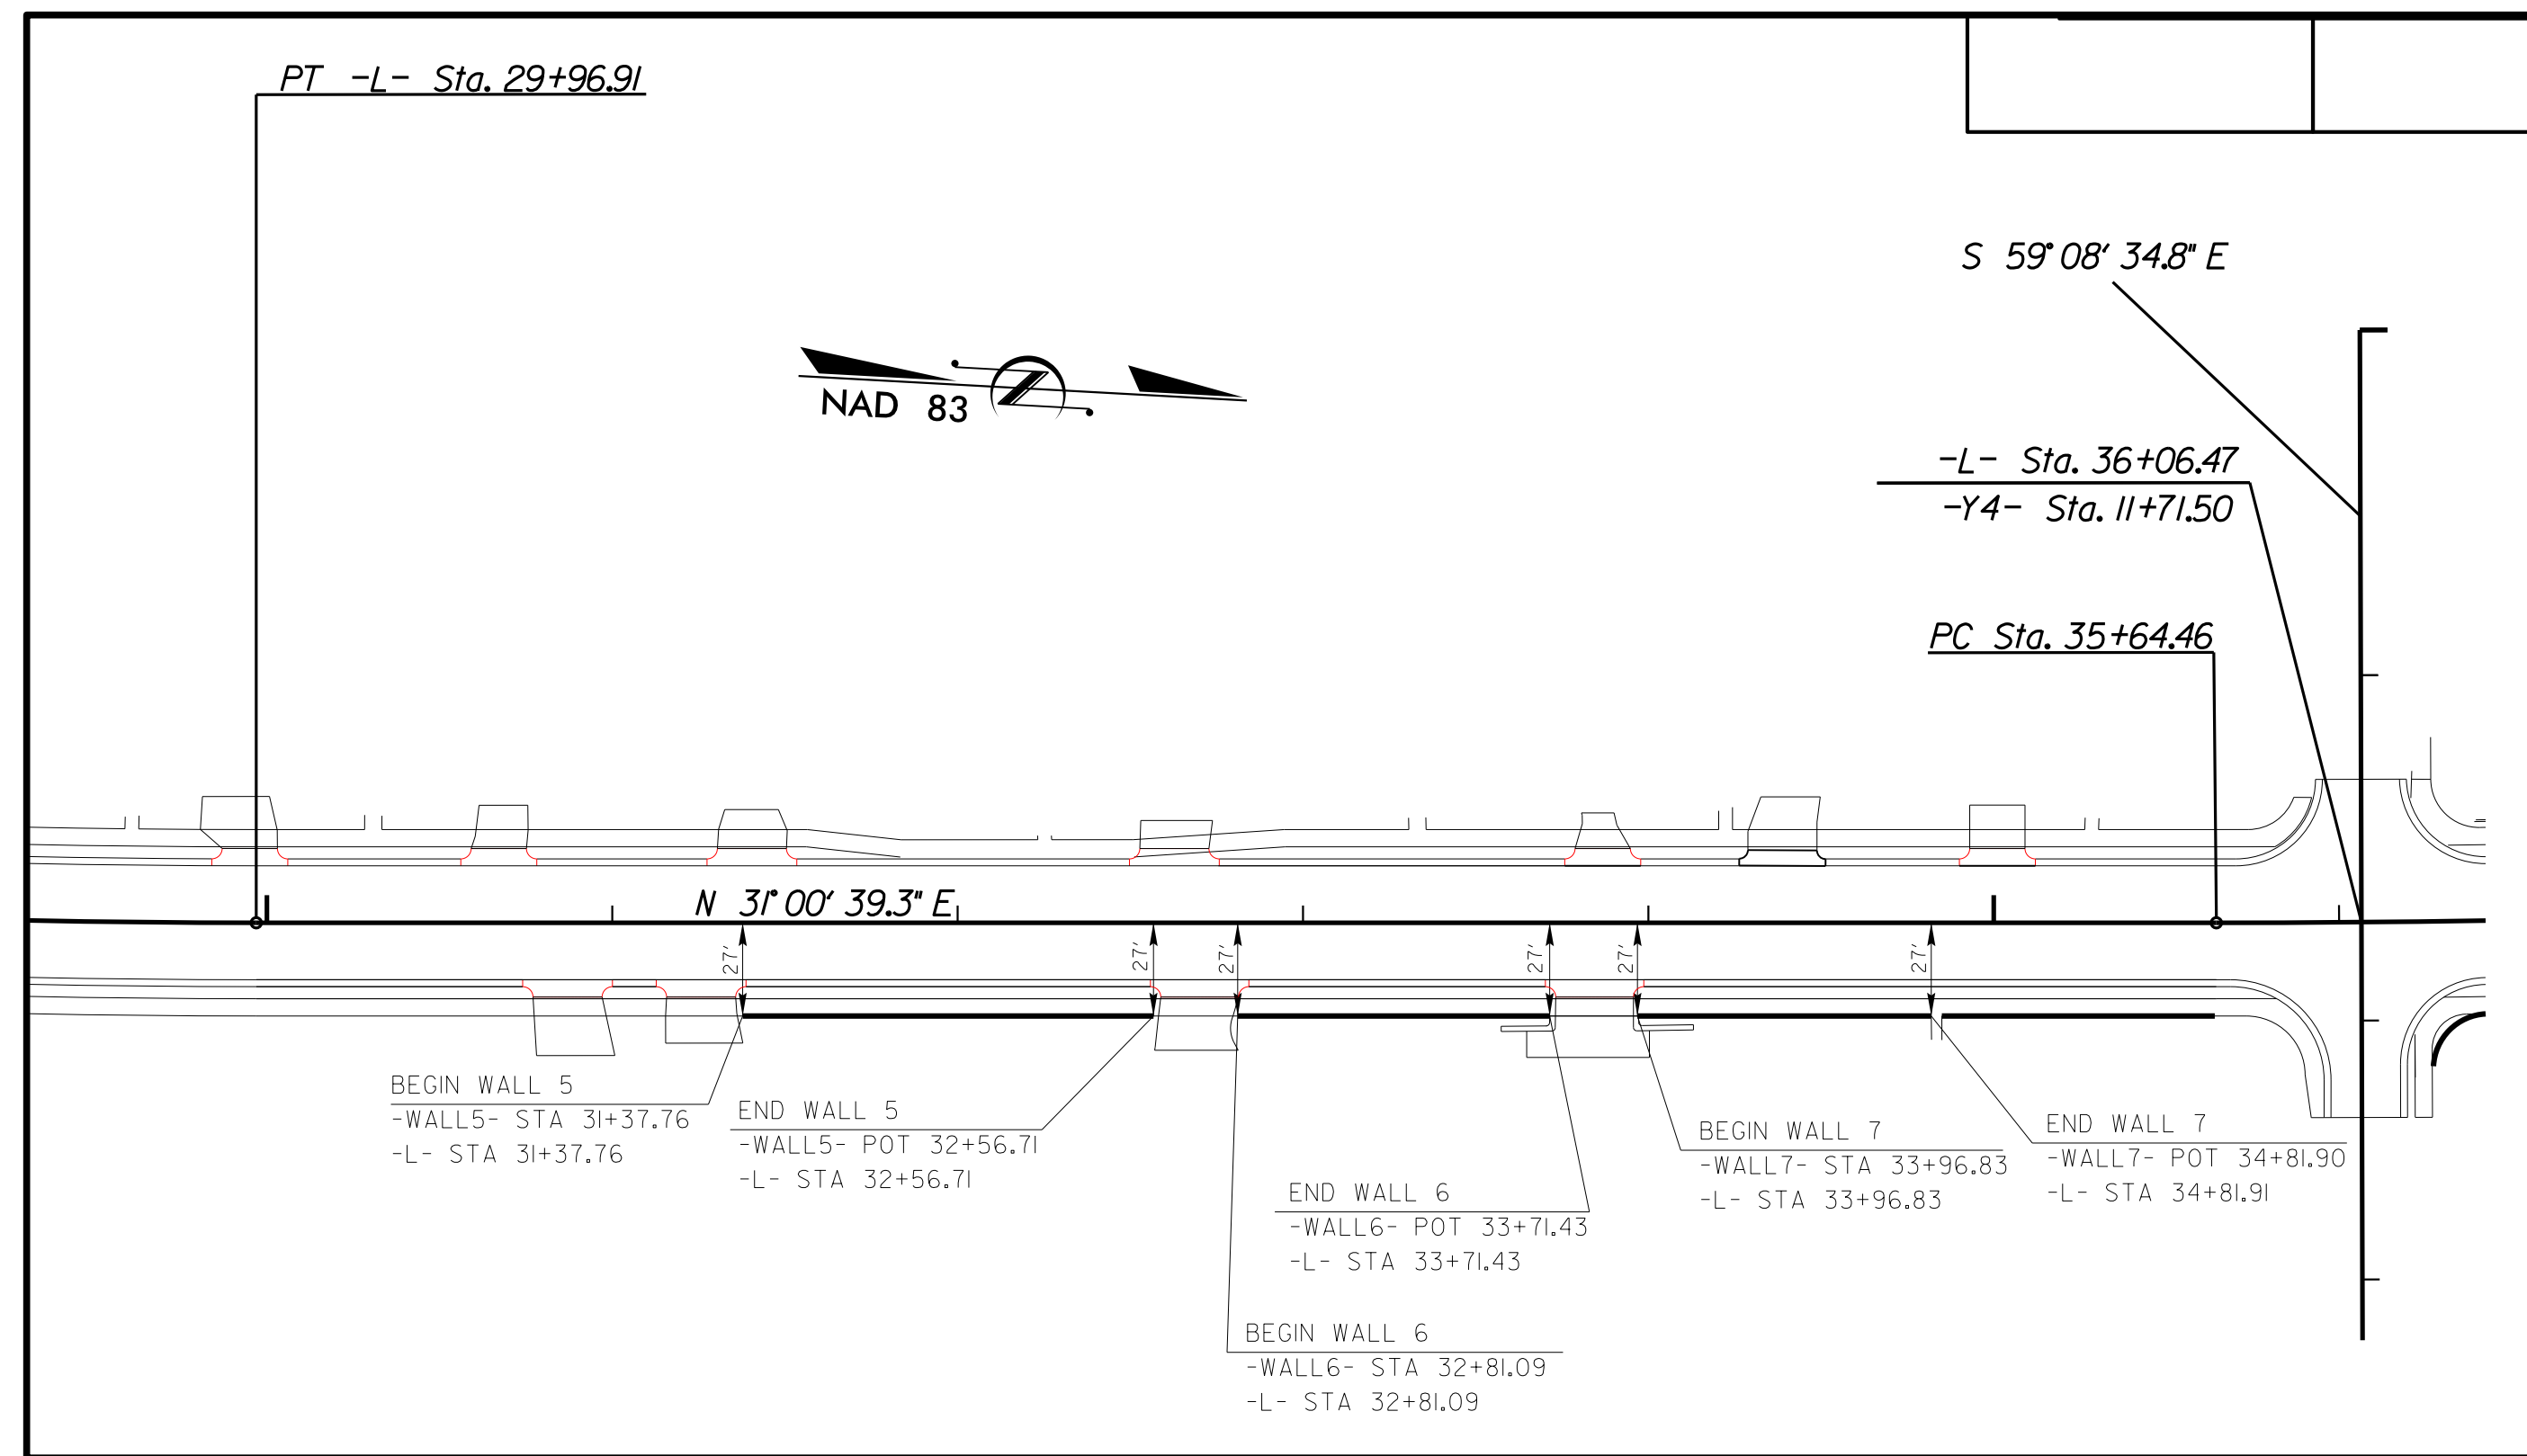 PT -L- Sta. 29+96.91
S 59° 08' 34.8" E
NAD 83
-L- Sta. 36+06.47
-Y4- Sta. 11+71.50
PC Sta. 35+64.46
N 31° 00' 39.3" E
27'
27'
27'
27'
27'
27'
BEGIN WALL 5
-WALL5- STA 31+37.76
-L- STA 31+37.76
END WALL 5
-WALL5- POT 32+56.71
-L- STA 32+56.71
END WALL 6
-WALL6- POT 33+71.43
-L- STA 33+71.43
BEGIN WALL 7
-WALL7- STA 33+96.83
-L- STA 33+96.83
END WALL 7
-WALL7- POT 34+81.90
-L- STA 34+81.91
BEGIN WALL 6
-WALL6- STA 32+81.09
-L- STA 32+81.09